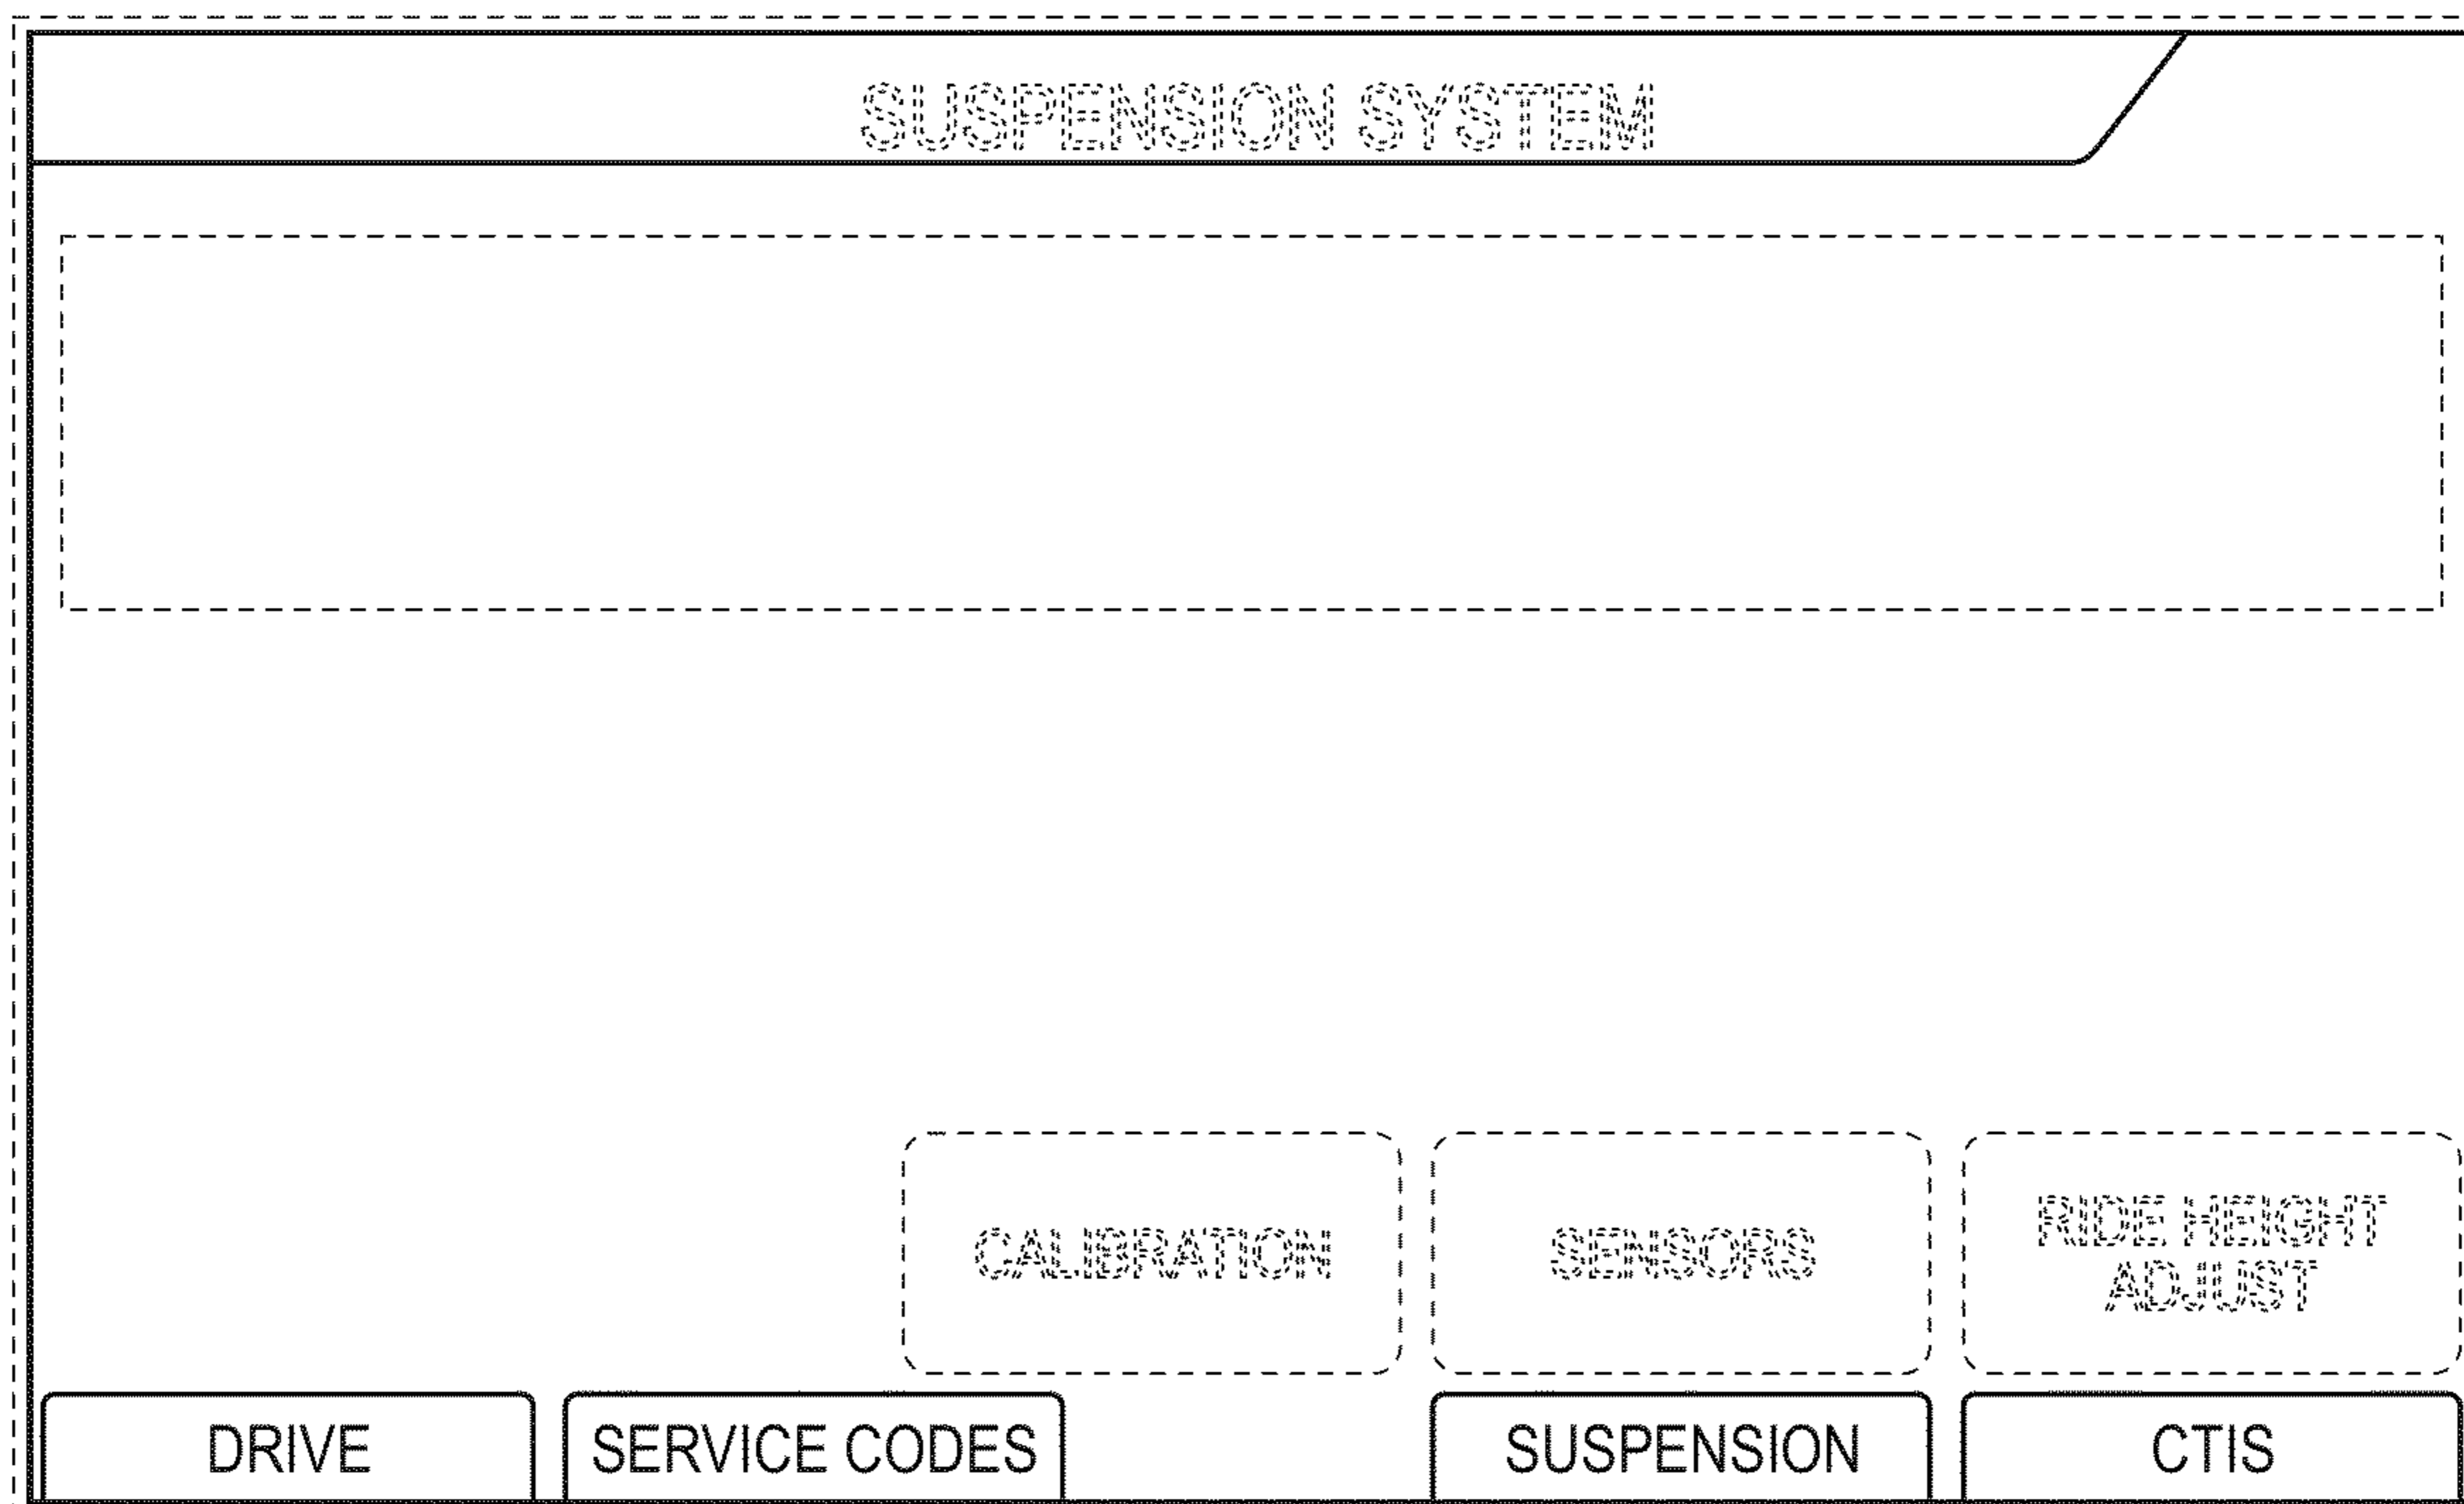 SUSPENSION SYSTEM
CALIBRATION
SENSORS
RIDE HEIGHT
ADJUST
DRIVE
SERVICE CODES
SUSPENSION
CTIS